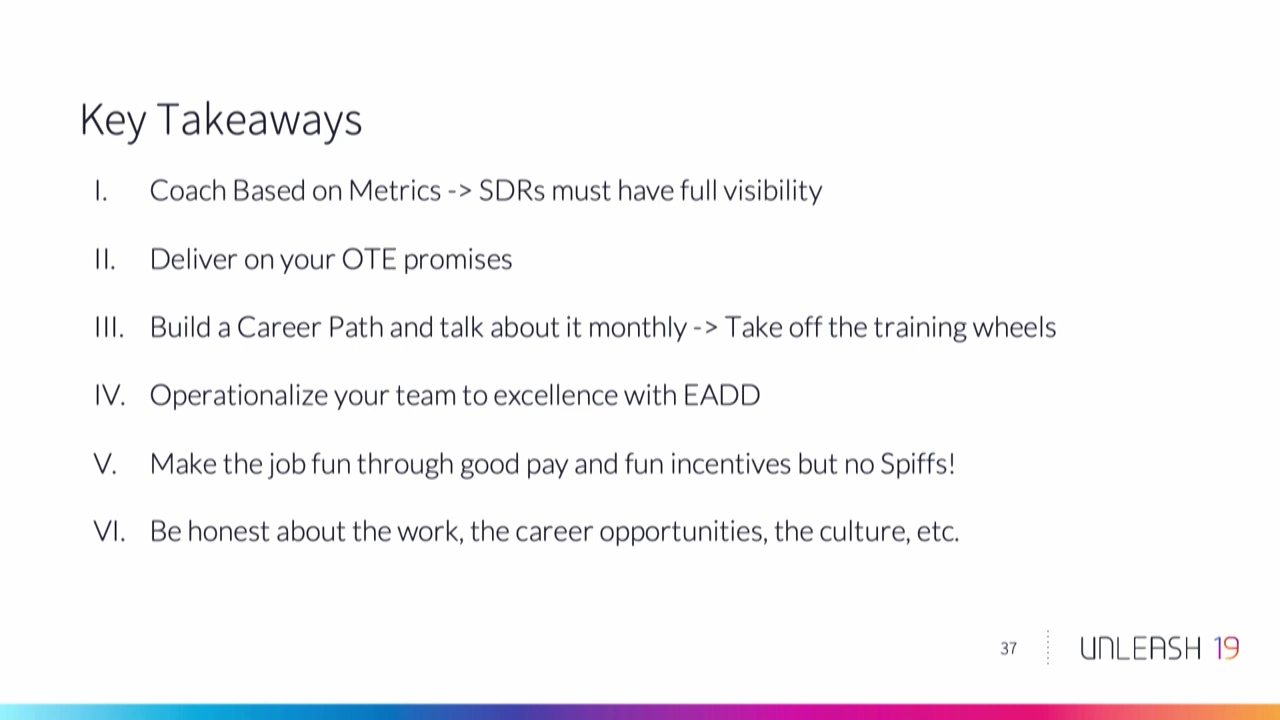 Key Takeaways
I. Coach Based on Metrics -> SDRs must have full visibility
II. Deliver on your OTE promises
III. Build a Career Path and talk about it monthly -> Take off the training wheels
IV. Operationalize your team to excellence with EADD
V. Make the job fun through good pay and fun incentives but no Spiffs!
VI. Be honest about the work, the career opportunities, the culture, etc.
37
UNLEASH 19